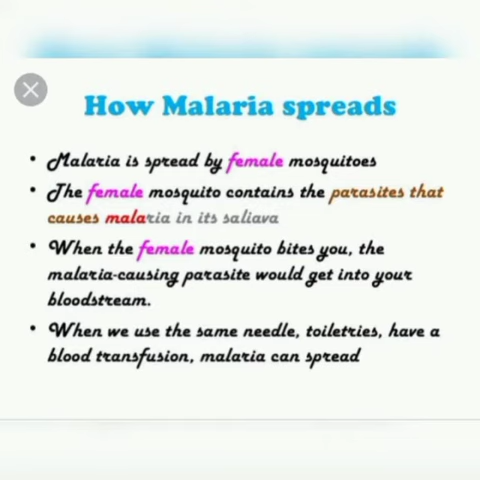 How Malaria spreads
• Malaria is spread by female mosquitoes
• The female mosquito contains the parasites that
causes malaria in its saliava
• When the female mosquito bites you, the
malaria-causing parasite would get into your
bloodstream.
• When we use the same needle, toiletries, have a
blood transfusion, malaria can spread